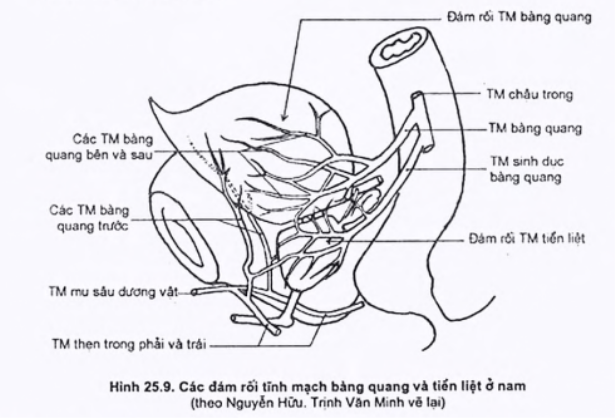 Đám rối TM bàng quang
TM chậu trong
TM bàng quang
TM sinh dục
bàng quang
Các TM bàng
quang bên và sau
Các TM bàng
quang trước
Đám rối TM tiền liệt
TM mu sâu dương vật
TM thẹn trong phải và trái
Hình 25.9. Các đám rối tĩnh mạch bàng quang và tiền liệt ở nam
(theo Nguyễn Hữu. Trịnh Văn Minh vẽ lại)